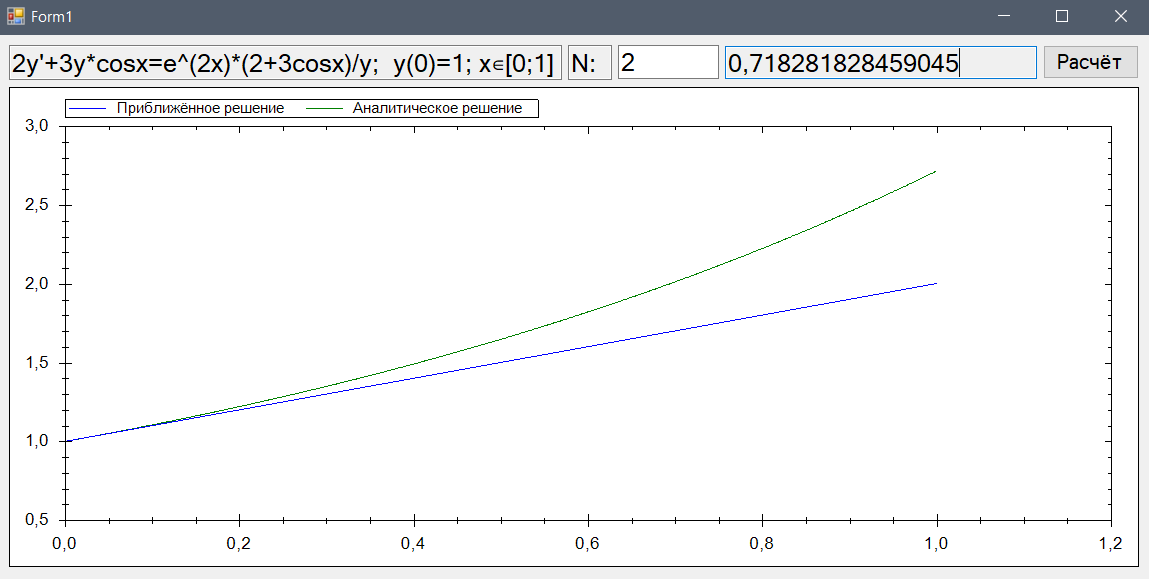 Form1
2y'+3y*cosx=e^(2x)*(2+3cosx)/y;  y(0)=1; x∈[0;1] N: 2 0,718281828459045 Расчёт
Приближённое решение Аналитическое решение
3,0
2,5
2,0
1,5
1,0
0,5
0,0 0,2 0,4 0,6 0,8 1,0 1,2